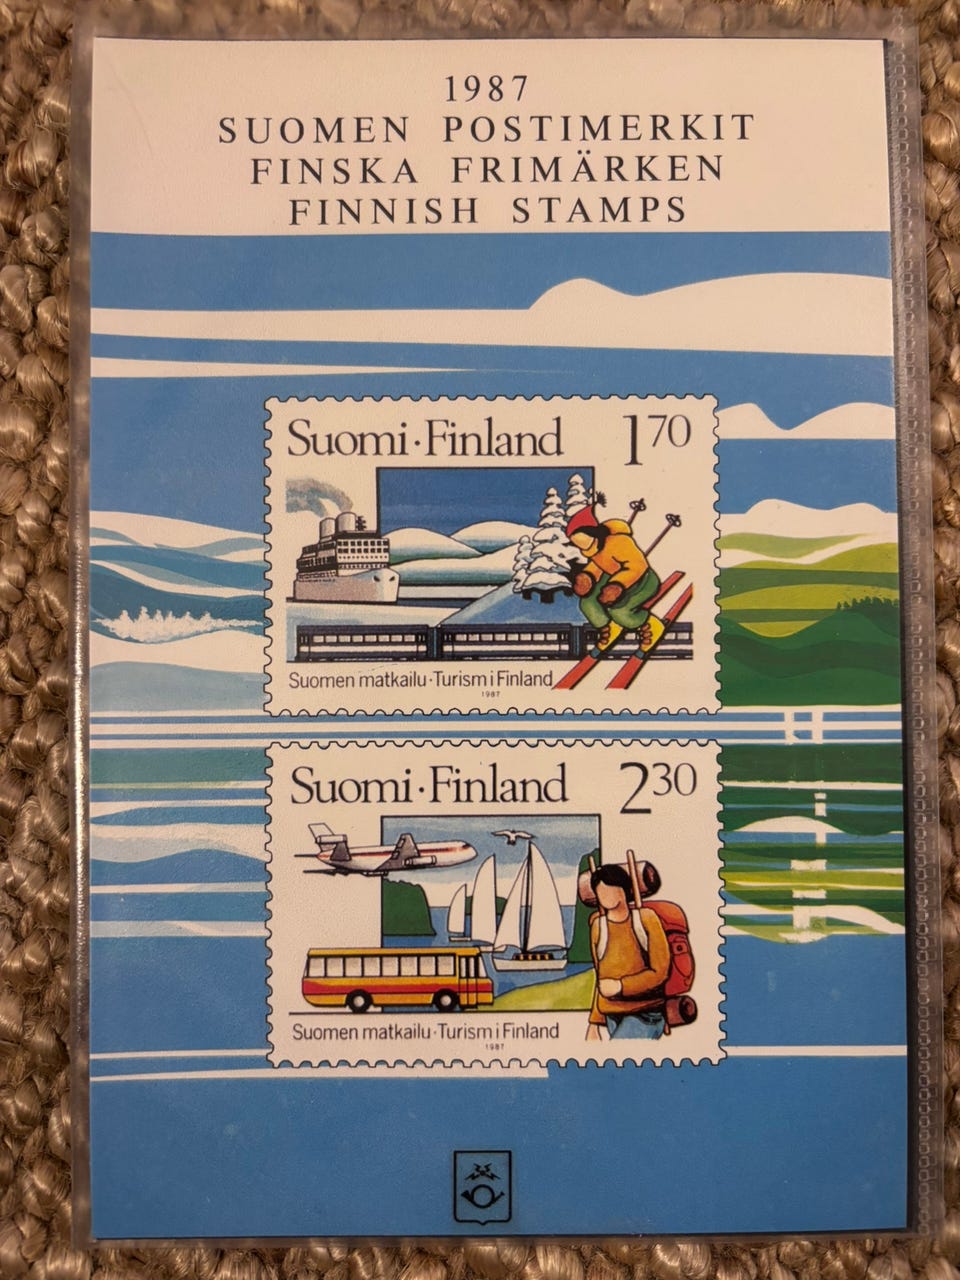 1987
SUOMEN POSTIMERKIT
FINSKA FRIMÄRKEN
FINNISH STAMPS
Suomi·Finland 1 70
Suomen matkailu·Turism i Finland
1987
Suomi·Finland 2 30
Suomen matkailu·Turism i Finland
1987